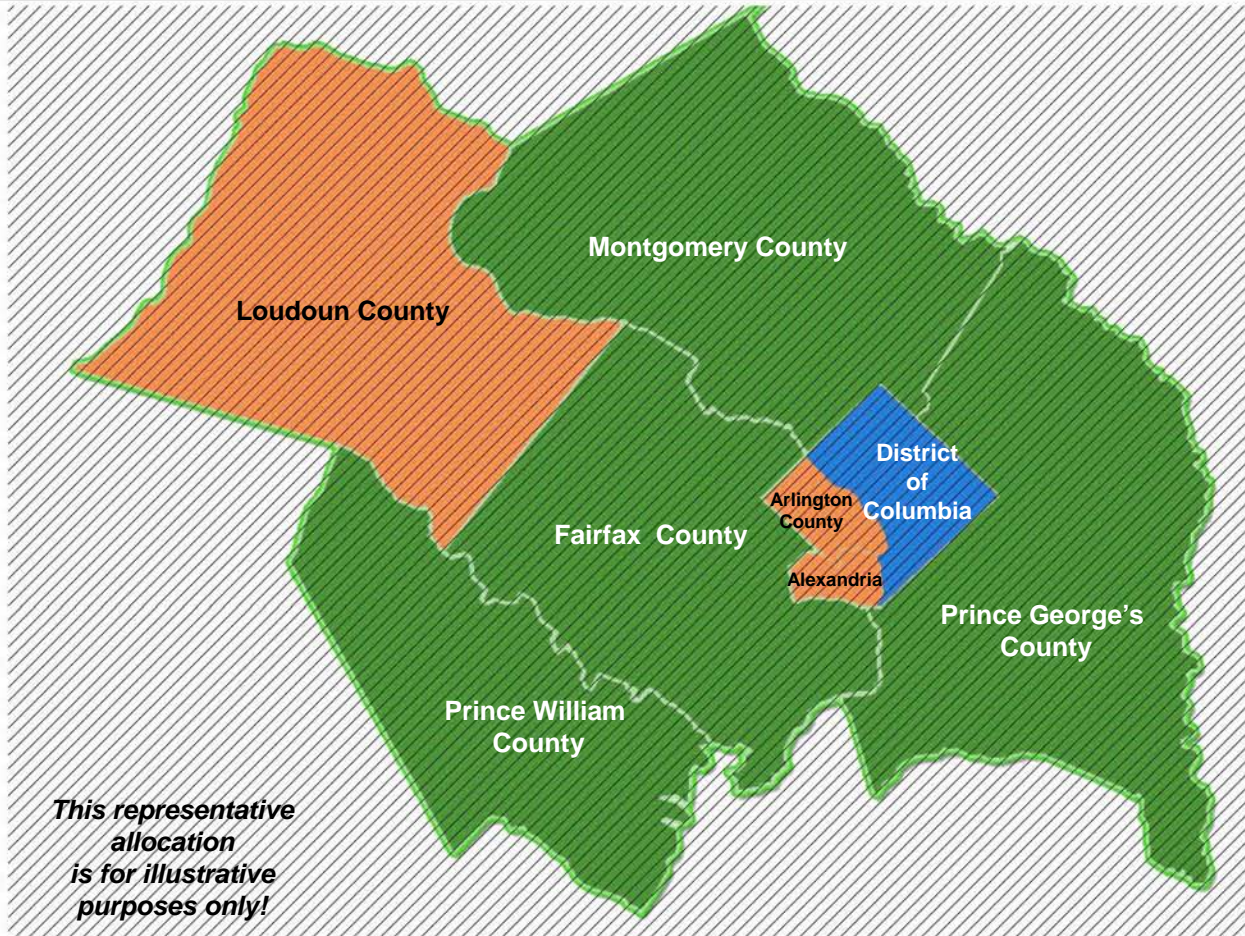 Montgomery County
Loudoun County
District
of
Columbia
Arlington
County
Fairfax  County
Alexandria
Prince George’s
County
Prince William
County
This representative
allocation
is for illustrative
purposes only!